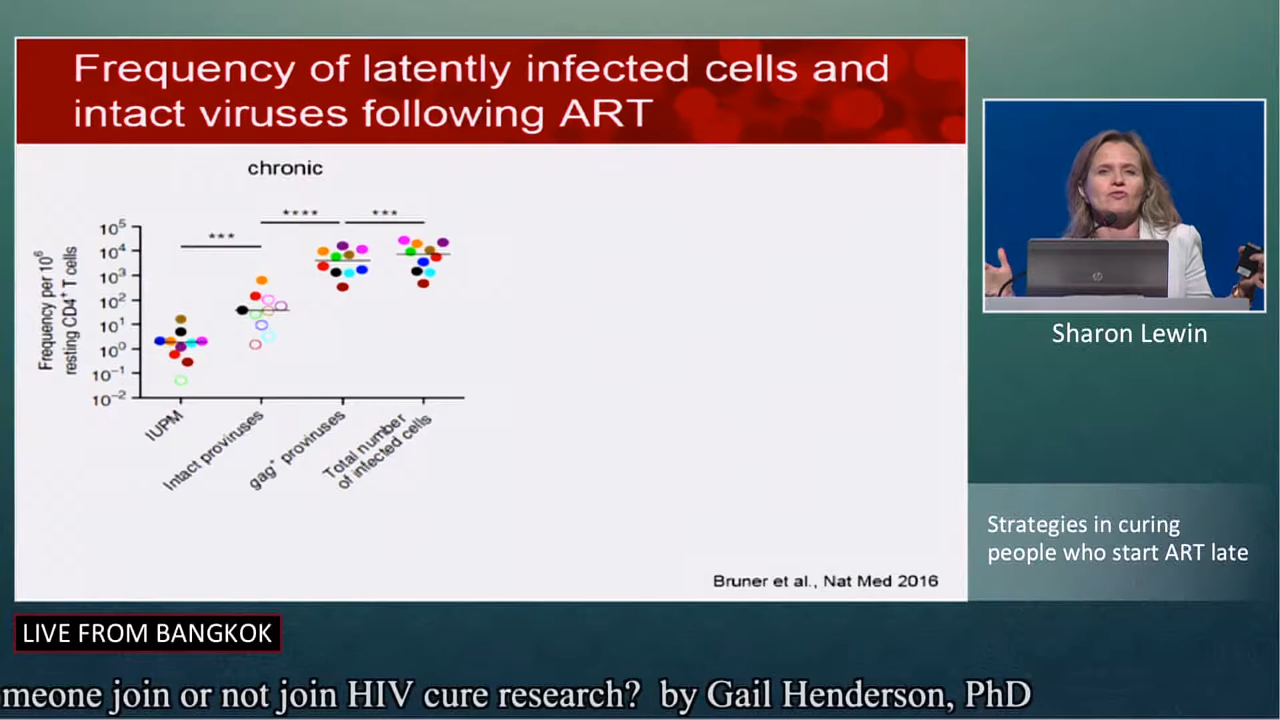 Frequency of latently infected cells and
intact viruses following ART
chronic
****
***
***
10⁵
10⁴
10³
10²
10¹
10⁰
10⁻¹
10⁻²
Frequency per 10⁶
resting CD4⁺ T cells
IUPM
Intact proviruses
gag⁺ proviruses
Total number
of infected cells
Bruner et al., Nat Med 2016
hp
Sharon Lewin
Strategies in curing
people who start ART late
LIVE FROM BANGKOK
meone join or not join HIV cure research? by Gail Henderson, PhD